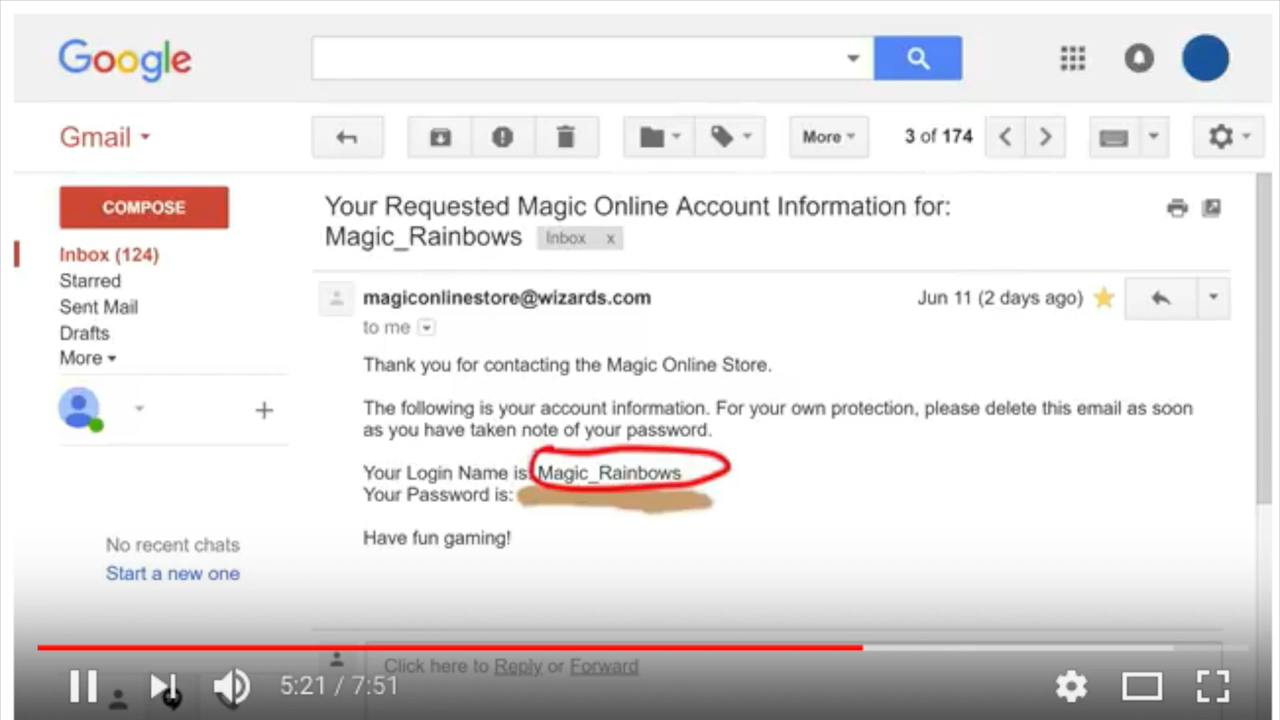 Google
Gmail
More
3 of 174
COMPOSE
Inbox (124)
Starred
Sent Mail
Drafts
More
No recent chats
Start a new one
Your Requested Magic Online Account Information for:
Magic_Rainbows Inbox x
magiconlinestore@wizards.com Jun 11 (2 days ago)
to me
Thank you for contacting the Magic Online Store.
The following is your account information. For your own protection, please delete this email as soon
as you have taken note of your password.
Your Login Name is: Magic_Rainbows
Your Password is:
Have fun gaming!
Click here to Reply or Forward
5:21 / 7:51